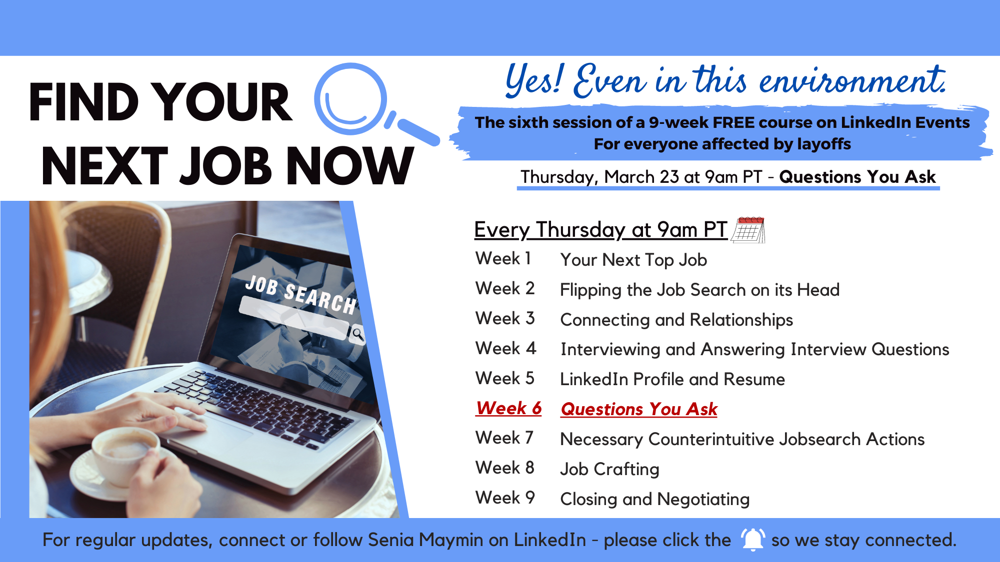 FIND YOUR
NEXT JOB NOW
Yes! Even in this environment.
The sixth session of a 9-week FREE course on LinkedIn Events
For everyone affected by layoffs
Thursday, March 23 at 9am PT - Questions You Ask
JOB SEARCH
Every Thursday at 9am PT
Week 1 Your Next Top Job
Week 2 Flipping the Job Search on its Head
Week 3 Connecting and Relationships
Week 4 Interviewing and Answering Interview Questions
Week 5 LinkedIn Profile and Resume
Week 6 Questions You Ask
Week 7 Necessary Counterintuitive Jobsearch Actions
Week 8 Job Crafting
Week 9 Closing and Negotiating
For regular updates, connect or follow Senia Maymin on LinkedIn - please click the so we stay connected.